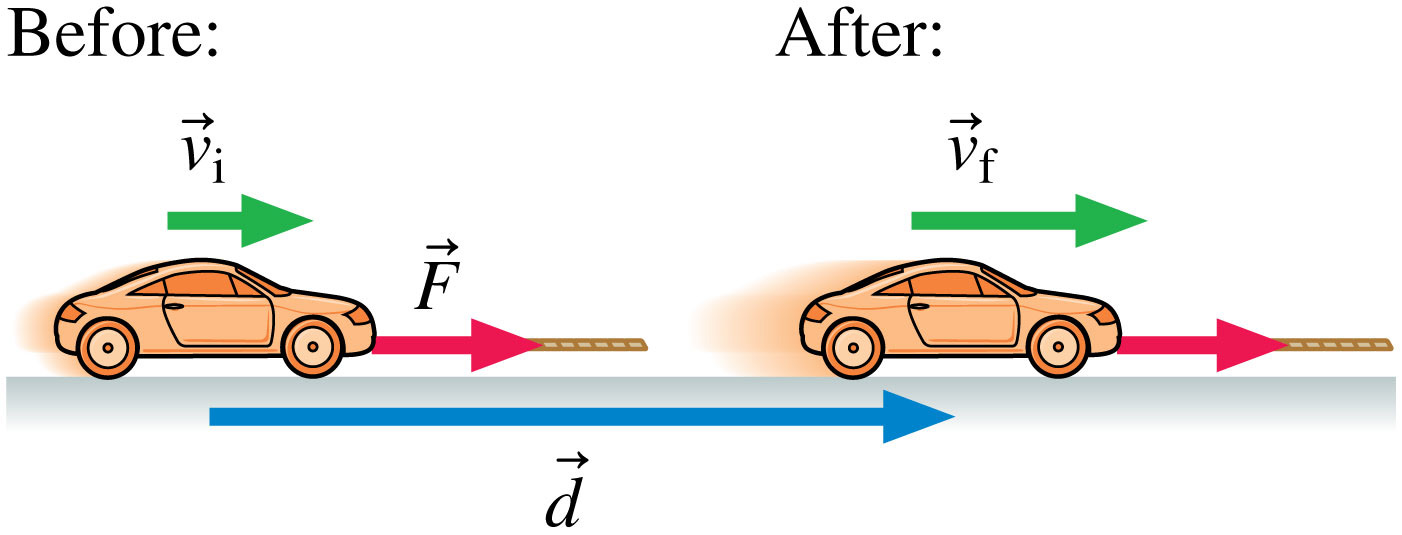 Before:
After:
v⃗i
v⃗f
F⃗
d⃗